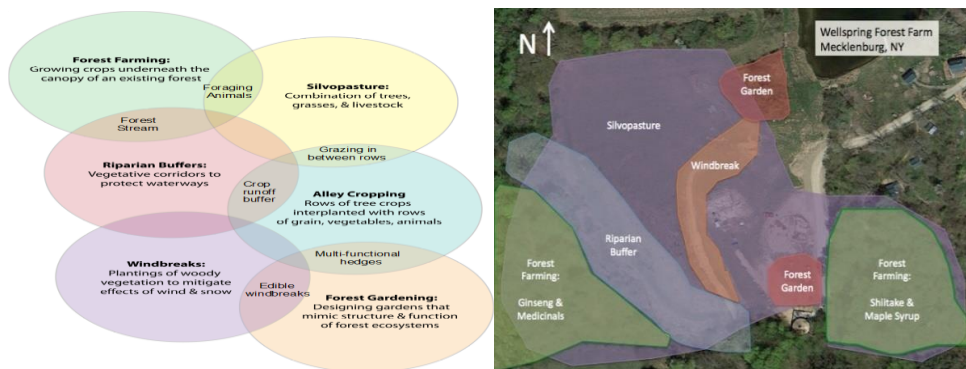 Forest Farming:
Growing crops underneath the
canopy of an existing forest
Foraging
Animals
Silvopasture:
Combination of trees,
grasses, & livestock
Forest
Stream
Riparian Buffers:
Vegetative corridors to
protect waterways
Grazing in
between rows
Crop
runoff
buffer
Alley Cropping
Rows of tree crops
interplanted with rows
of grain, vegetables, animals
Windbreaks:
Plantings of woody
vegetation to mitigate
effects of wind & snow
Multi-functional
hedges
Edible
windbreaks
Forest Gardening:
Designing gardens that
mimic structure & function
of forest ecosystems
N
Wellspring Forest Farm
Mecklenburg, NY
Forest
Garden
Silvopasture
Windbreak
Riparian
Buffer
Forest
Farming:
Ginseng &
Medicinals
Forest
Garden
Forest
Farming:
Shiitake &
Maple Syrup